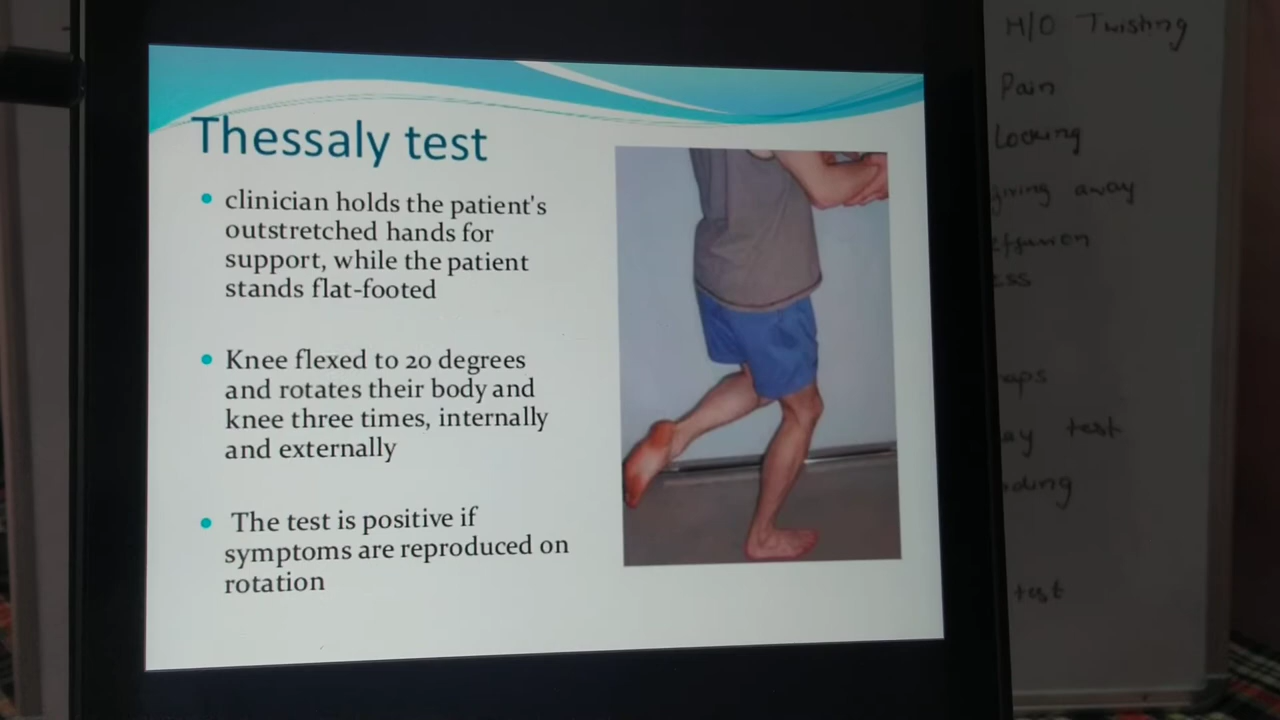 Thessaly test
clinician holds the patient's
outstretched hands for
support, while the patient
stands flat-footed
Knee flexed to 20 degrees
and rotates their body and
knee three times, internally
and externally
The test is positive if
symptoms are reproduced on
rotation
H/O Twisting
Pain
Locking
giving away
test
test